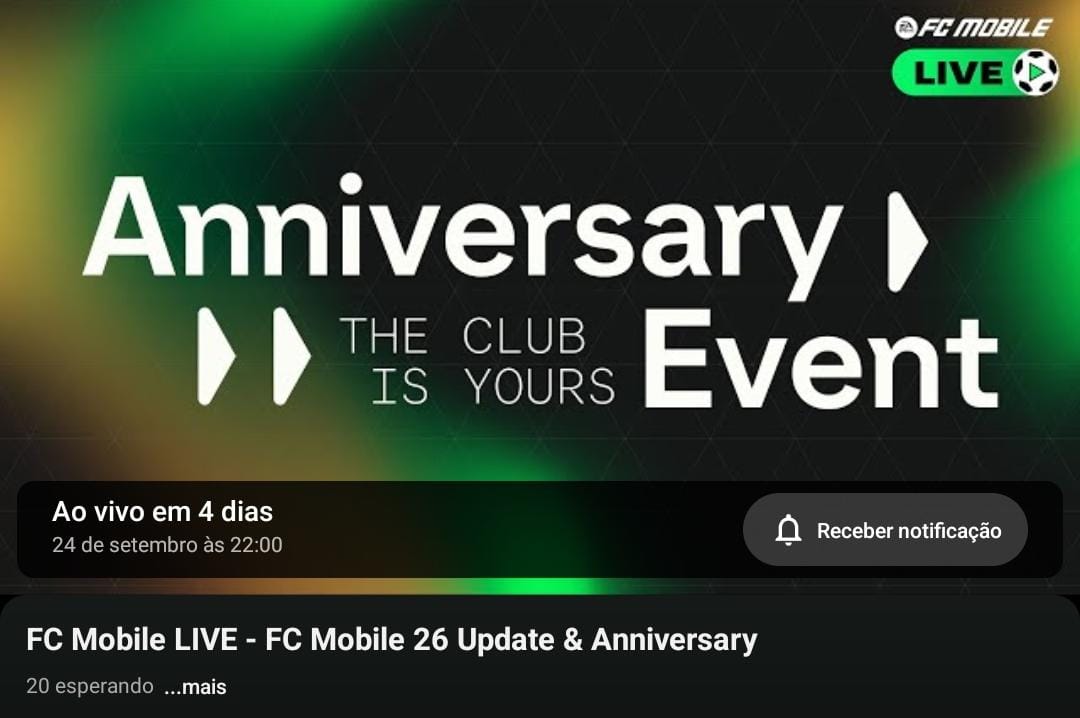 EA FC MOBILE
LIVE
Anniversary
THE CLUB
IS YOURS
Event
Ao vivo em 4 dias
24 de setembro às 22:00
Receber notificação
FC Mobile LIVE - FC Mobile 26 Update & Anniversary
20 esperando ...mais